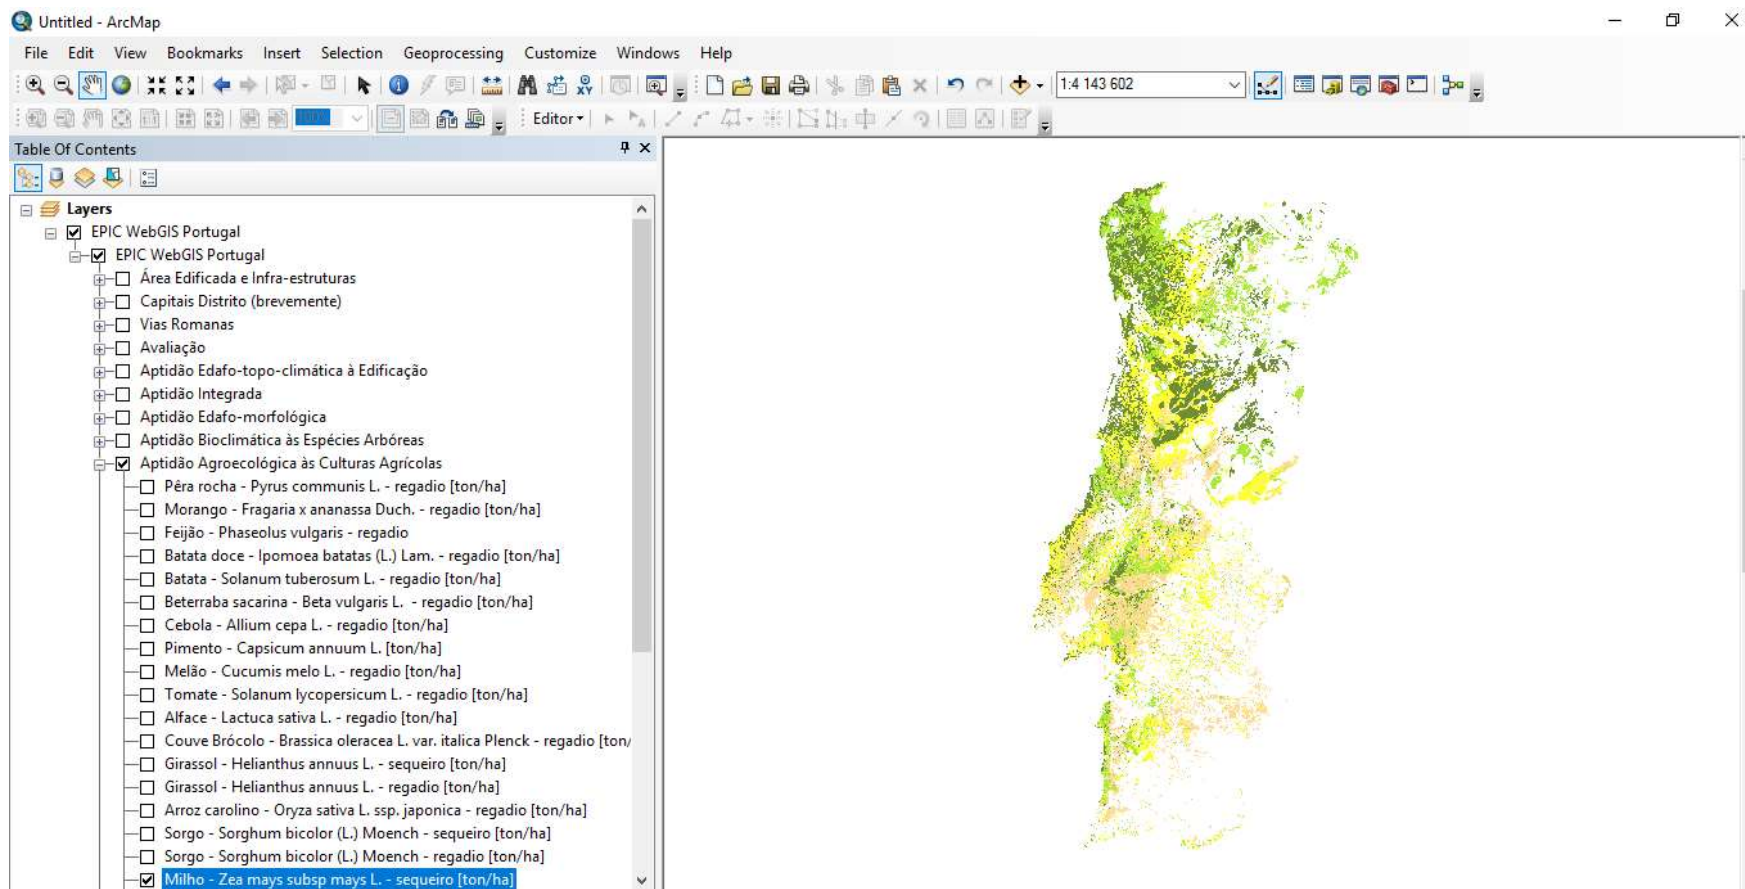 Untitled - ArcMap
File Edit View Bookmarks Insert Selection Geoprocessing Customize Windows Help
1:4 143 602
100%
Editor
Table Of Contents
Layers
EPIC WebGIS Portugal
EPIC WebGIS Portugal
Área Edificada e Infra-estruturas
Capitais Distrito (brevemente)
Vias Romanas
Avaliação
Aptidão Edafo-topo-climática à Edificação
Aptidão Integrada
Aptidão Edafo-morfológica
Aptidão Bioclimática às Espécies Arbóreas
Aptidão Agroecológica às Culturas Agrícolas
Pêra rocha - Pyrus communis L. - regadio [ton/ha]
Morango - Fragaria x ananassa Duch. - regadio [ton/ha]
Feijão - Phaseolus vulgaris - regadio
Batata doce - Ipomoea batatas (L.) Lam. - regadio [ton/ha]
Batata - Solanum tuberosum L. - regadio [ton/ha]
Beterraba sacarina - Beta vulgaris L.  - regadio [ton/ha]
Cebola - Allium cepa L. - regadio [ton/ha]
Pimento - Capsicum annuum L. [ton/ha]
Melão - Cucumis melo L. - regadio [ton/ha]
Tomate - Solanum lycopersicum L. - regadio [ton/ha]
Alface - Lactuca sativa L. - regadio [ton/ha]
Couve Brócolo - Brassica oleracea L. var. italica Plenck - regadio [ton/
Girassol - Helianthus annuus L. - sequeiro [ton/ha]
Girassol - Helianthus annuus L. - regadio [ton/ha]
Arroz carolino - Oryza sativa L. ssp. japonica - regadio [ton/ha]
Sorgo - Sorghum bicolor (L.) Moench - sequeiro [ton/ha]
Sorgo - Sorghum bicolor (L.) Moench - regadio [ton/ha]
Milho - Zea mays subsp mays L. - sequeiro [ton/ha]